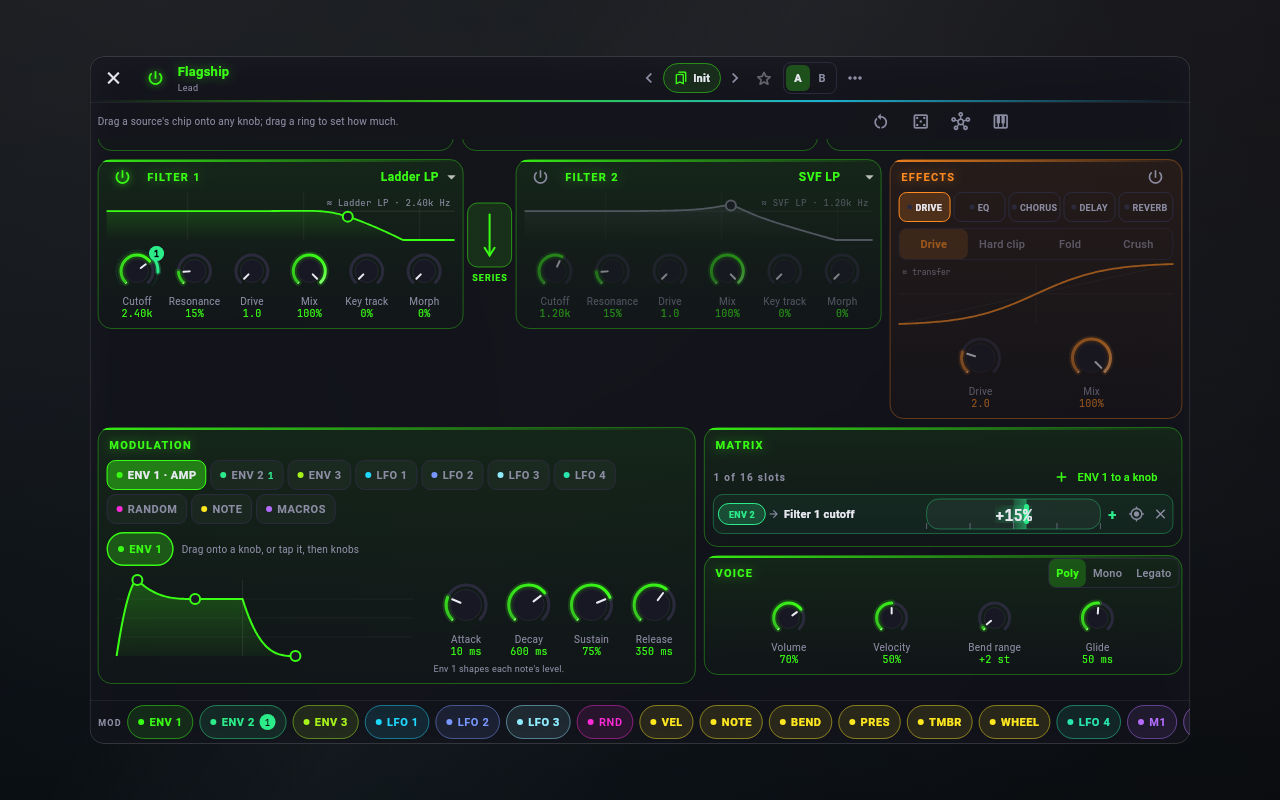 Flagship
Lead
Init
A
B
Drag a source's chip onto any knob; drag a ring to set how much.
FILTER 1
Ladder LP
≈ Ladder LP · 2.40k Hz
1
Cutoff
2.40k
Resonance
15%
Drive
1.0
Mix
100%
Key track
0%
Morph
0%
SERIES
FILTER 2
SVF LP
≈ SVF LP · 1.20k Hz
Cutoff
1.20k
Resonance
15%
Drive
1.0
Mix
100%
Key track
0%
Morph
0%
EFFECTS
DRIVE
EQ
CHORUS
DELAY
REVERB
Drive
Hard clip
Fold
Crush
≈ transfer
Drive
2.0
Mix
100%
MODULATION
ENV 1 · AMP
ENV 2 1
ENV 3
LFO 1
LFO 2
LFO 3
LFO 4
RANDOM
NOTE
MACROS
ENV 1
Drag onto a knob, or tap it, then knobs
Attack
10 ms
Decay
600 ms
Sustain
75%
Release
350 ms
Env 1 shapes each note's level.
MATRIX
1 of 16 slots
+ ENV 1 to a knob
ENV 2 → Filter 1 cutoff
+15%
+
VOICE
Poly
Mono
Legato
Volume
70%
Velocity
50%
Bend range
+2 st
Glide
50 ms
MOD
ENV 1
ENV 2 1
ENV 3
LFO 1
LFO 2
LFO 3
RND
VEL
NOTE
BEND
PRES
TMBR
WHEEL
LFO 4
M1